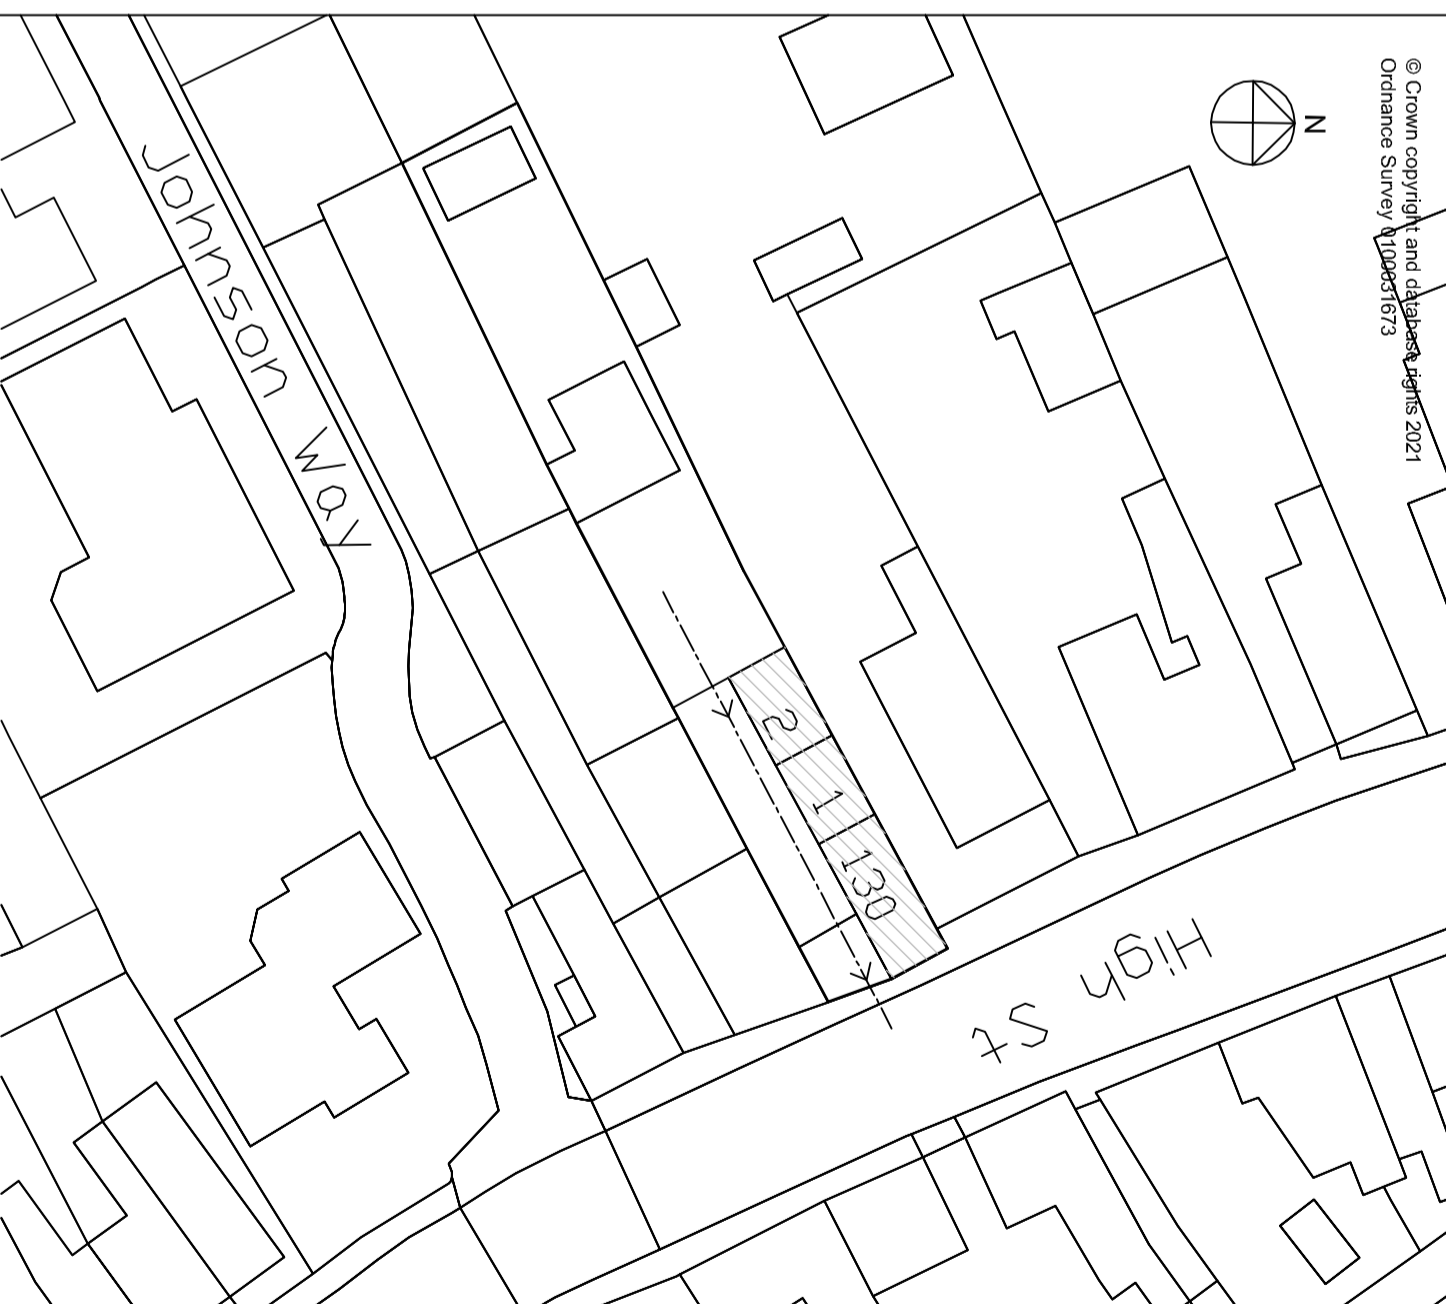 © Crown copyright and database rights 2021
Ordnance Survey 0100031673
N
Johnson Way
2
1
130
High St